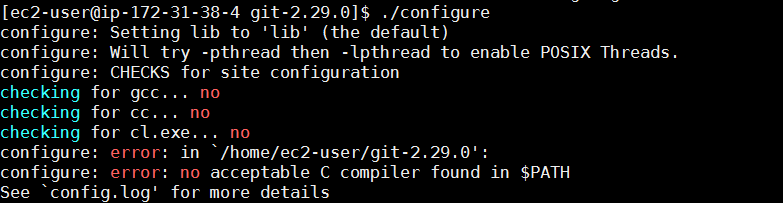 [ec2-user@ip-172-31-38-4 git-2.29.0]$ ./configure
configure: Setting lib to 'lib' (the default)
configure: Will try -pthread then -lpthread to enable POSIX Threads.
configure: CHECKS for site configuration
checking for gcc... no
checking for cc... no
checking for cl.exe... no
configure: error: in `/home/ec2-user/git-2.29.0':
configure: error: no acceptable C compiler found in $PATH
See `config.log' for more details